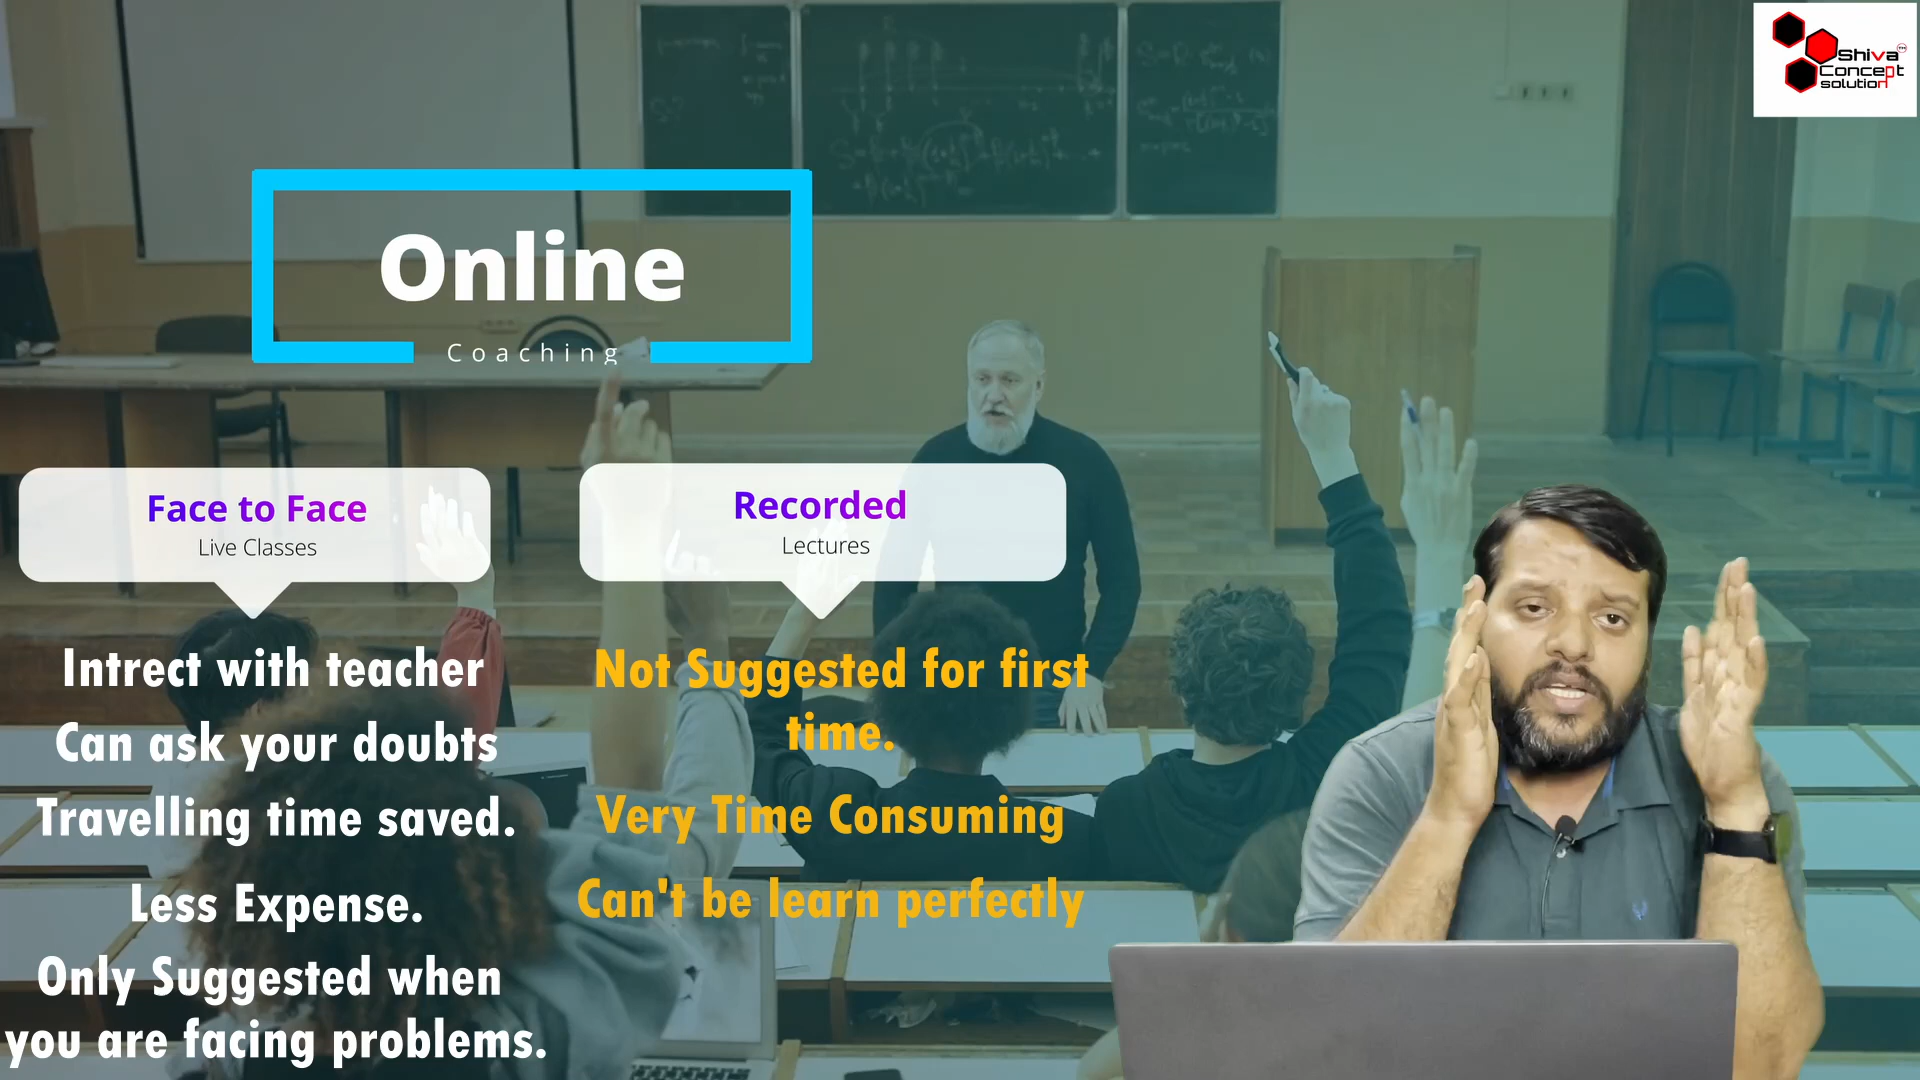 Shiva
Concept
solution
Online
Coaching
Face to Face
Live Classes
Intrect with teacher
Can ask your doubts
Travelling time saved.
Less Expense.
Only Suggested when
you are facing problems.
Recorded
Lectures
Not Suggested for first
time.
Very Time Consuming
Can't be learn perfectly